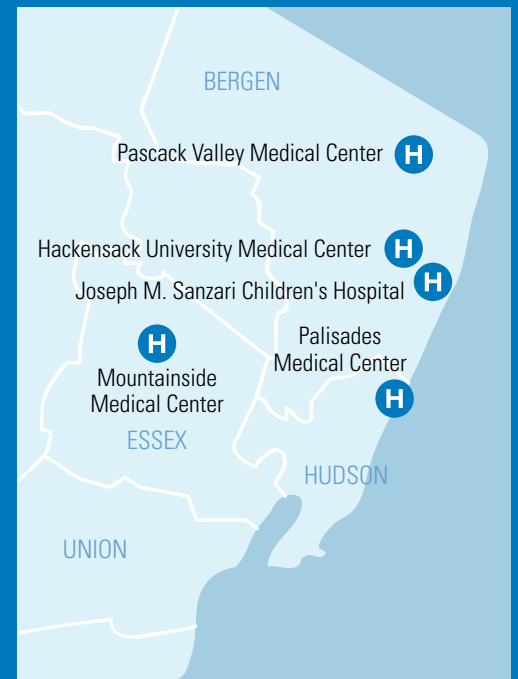 BERGEN
Pascack Valley Medical Center H
Hackensack University Medical Center H
Joseph M. Sanzari Children's Hospital H
Palisades
Medical Center
H
H
Mountainside
Medical Center
ESSEX
HUDSON
UNION